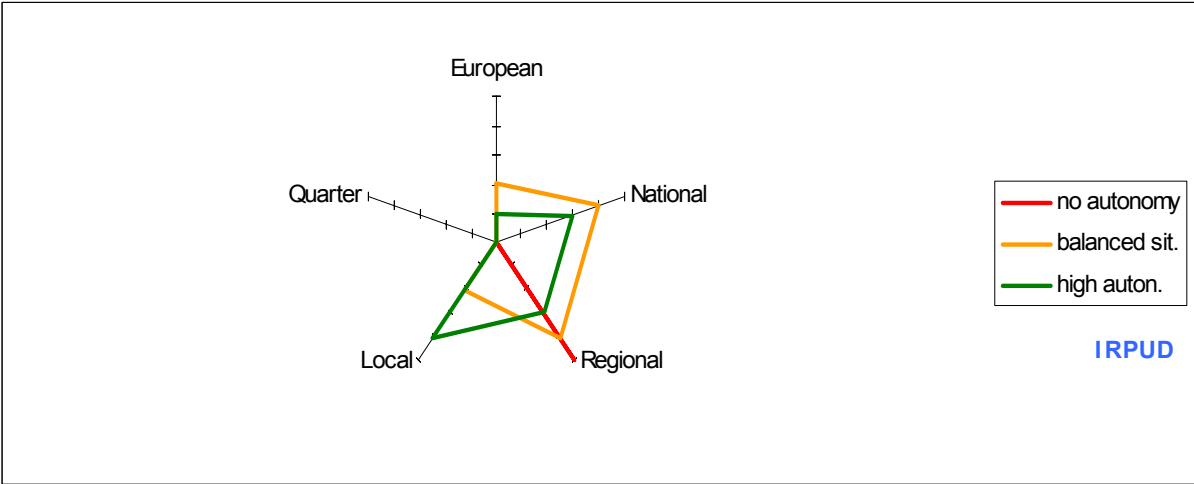 European
Quarter
National
no autonomy
balanced sit.
high auton.
Local
Regional
IRPUD